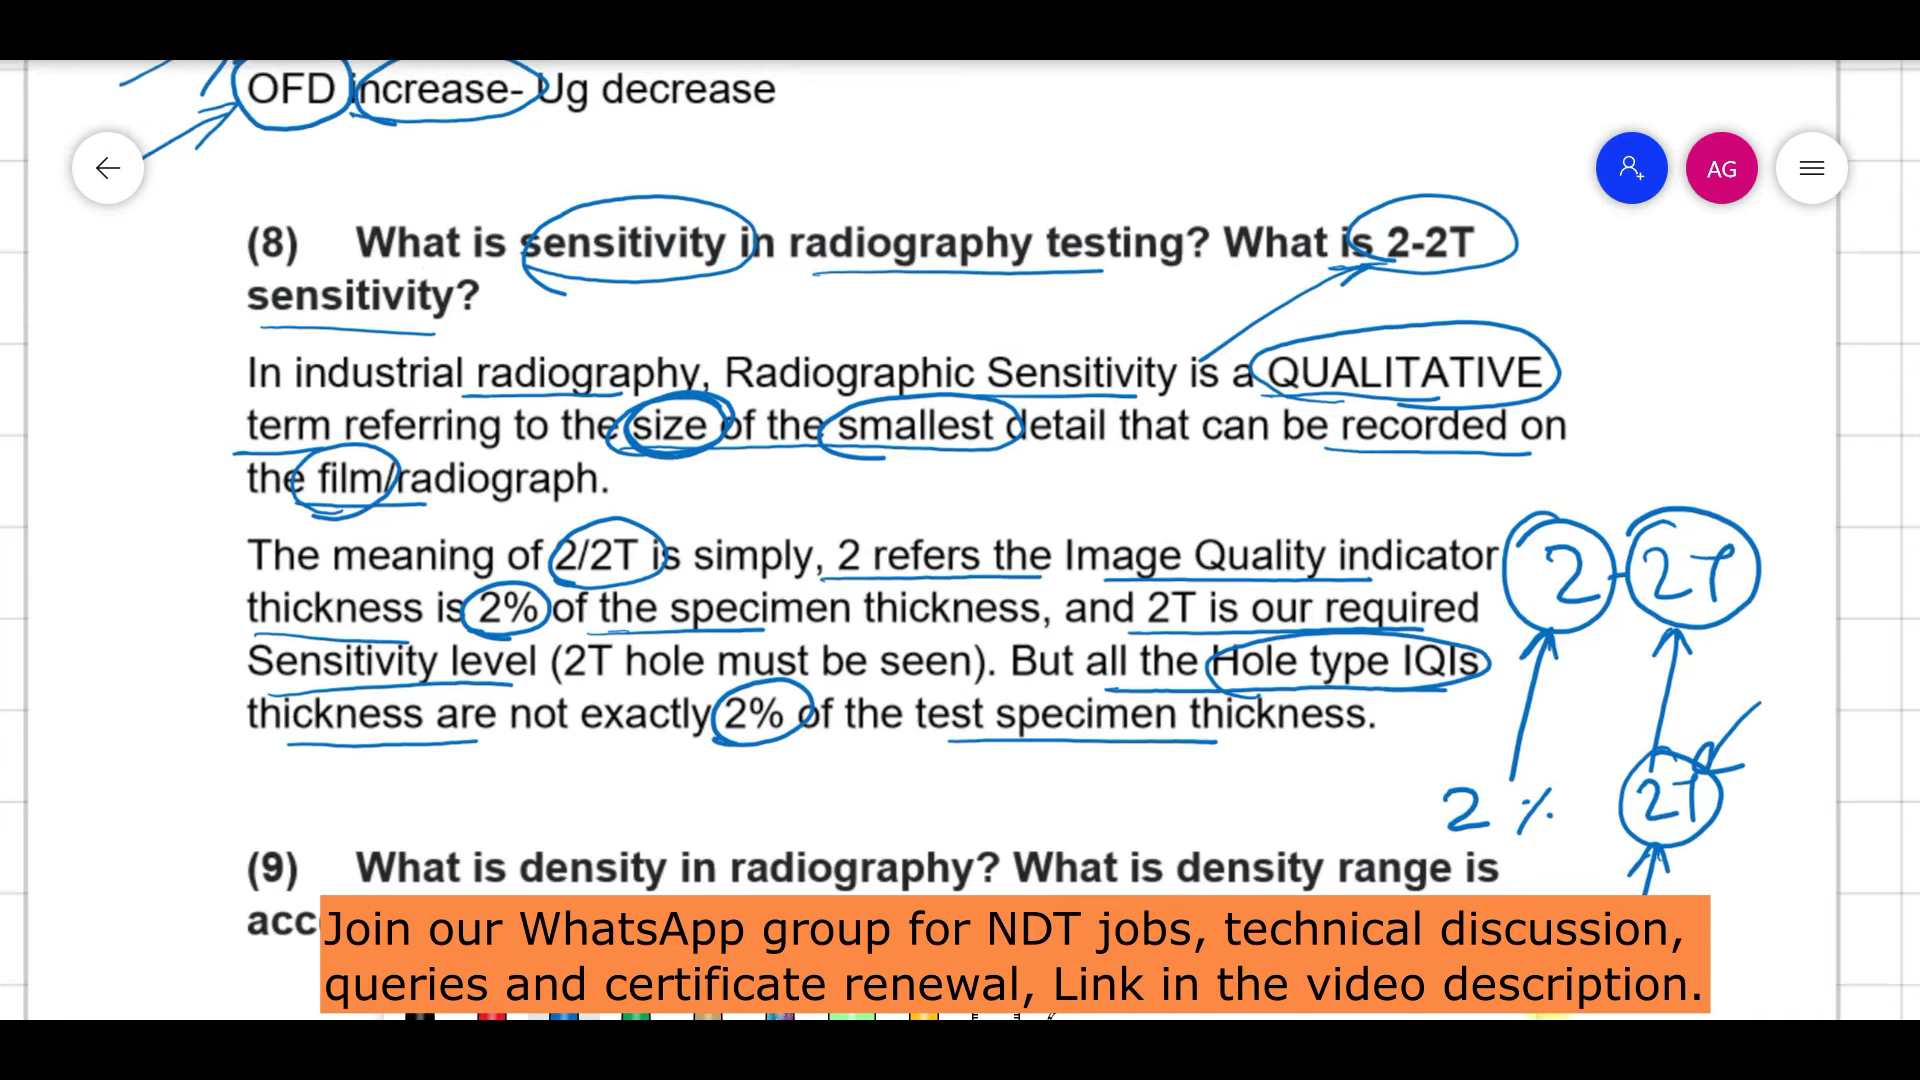 OFD increase- Ug decrease
AG
(8) What is sensitivity in radiography testing? What is 2-2T
sensitivity?
In industrial radiography, Radiographic Sensitivity is a QUALITATIVE
term referring to the size of the smallest detail that can be recorded on
the film/radiograph.
The meaning of 2/2T is simply, 2 refers the Image Quality indicator
thickness is 2% of the specimen thickness, and 2T is our required
Sensitivity level (2T hole must be seen). But all the Hole type IQIs
thickness are not exactly 2% of the test specimen thickness.
2-2T
2 %
2T
(9) What is density in radiography? What is density range is
Join our WhatsApp group for NDT jobs, technical discussion,
queries and certificate renewal, Link in the video description.